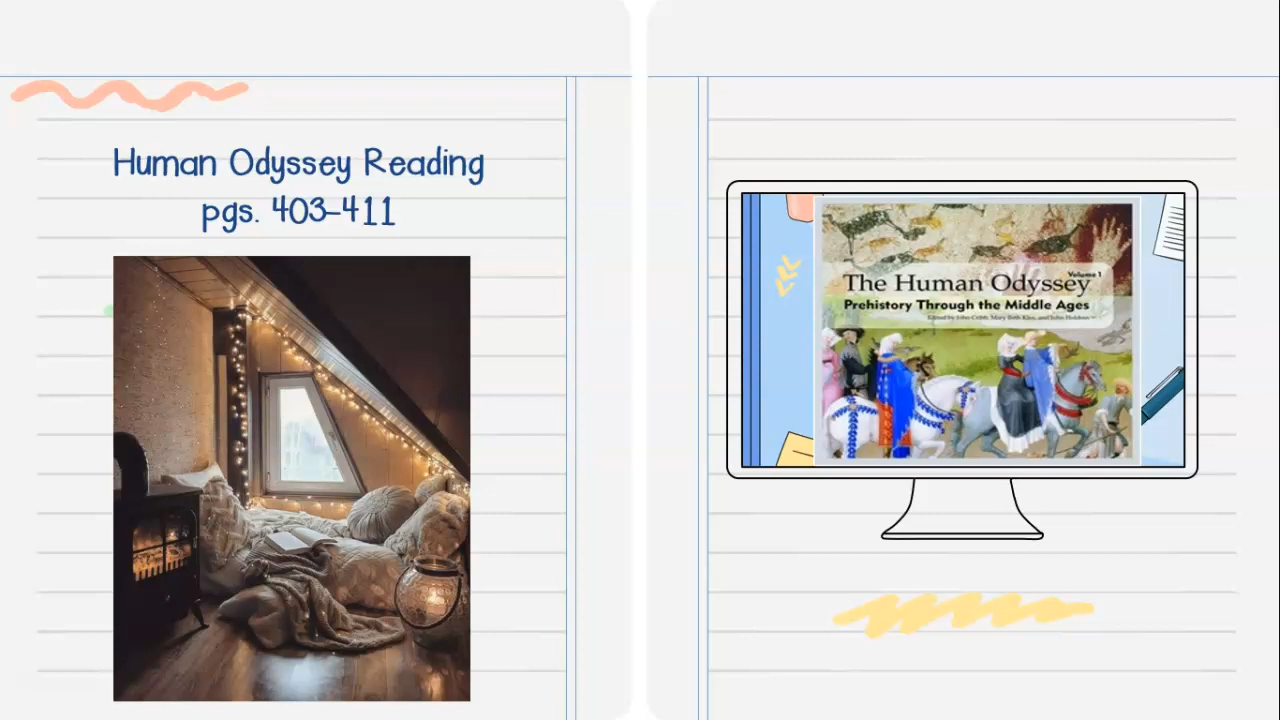 Human Odyssey Reading
pgs. 403-411
Volume 1
The Human Odyssey
Prehistory Through the Middle Ages
Edited by John Cribb, Mary Beth Klee, and John Holdren